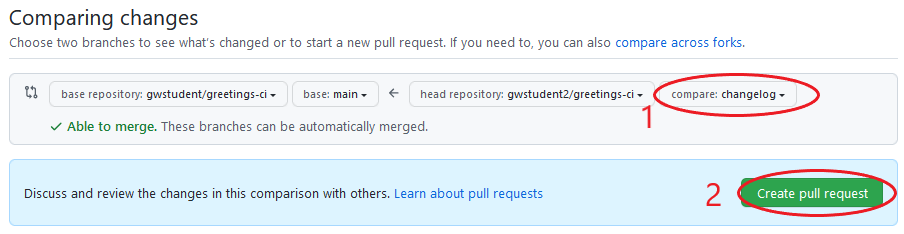 Comparing changes
Choose two branches to see what's changed or to start a new pull request. If you need to, you can also compare across forks.
base repository: gwstudent/greetings-ci base: main ← head repository: gwstudent2/greetings-ci compare: changelog
1
✓ Able to merge. These branches can be automatically merged.
Discuss and review the changes in this comparison with others. Learn about pull requests 2 Create pull request